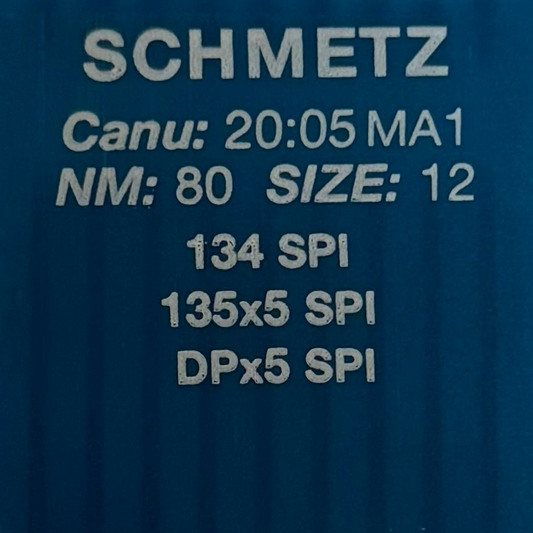 SCHMETZ
Canu: 20:05 MA1
NM: 80 SIZE: 12
134 SPI
135x5 SPI
DPx5 SPI